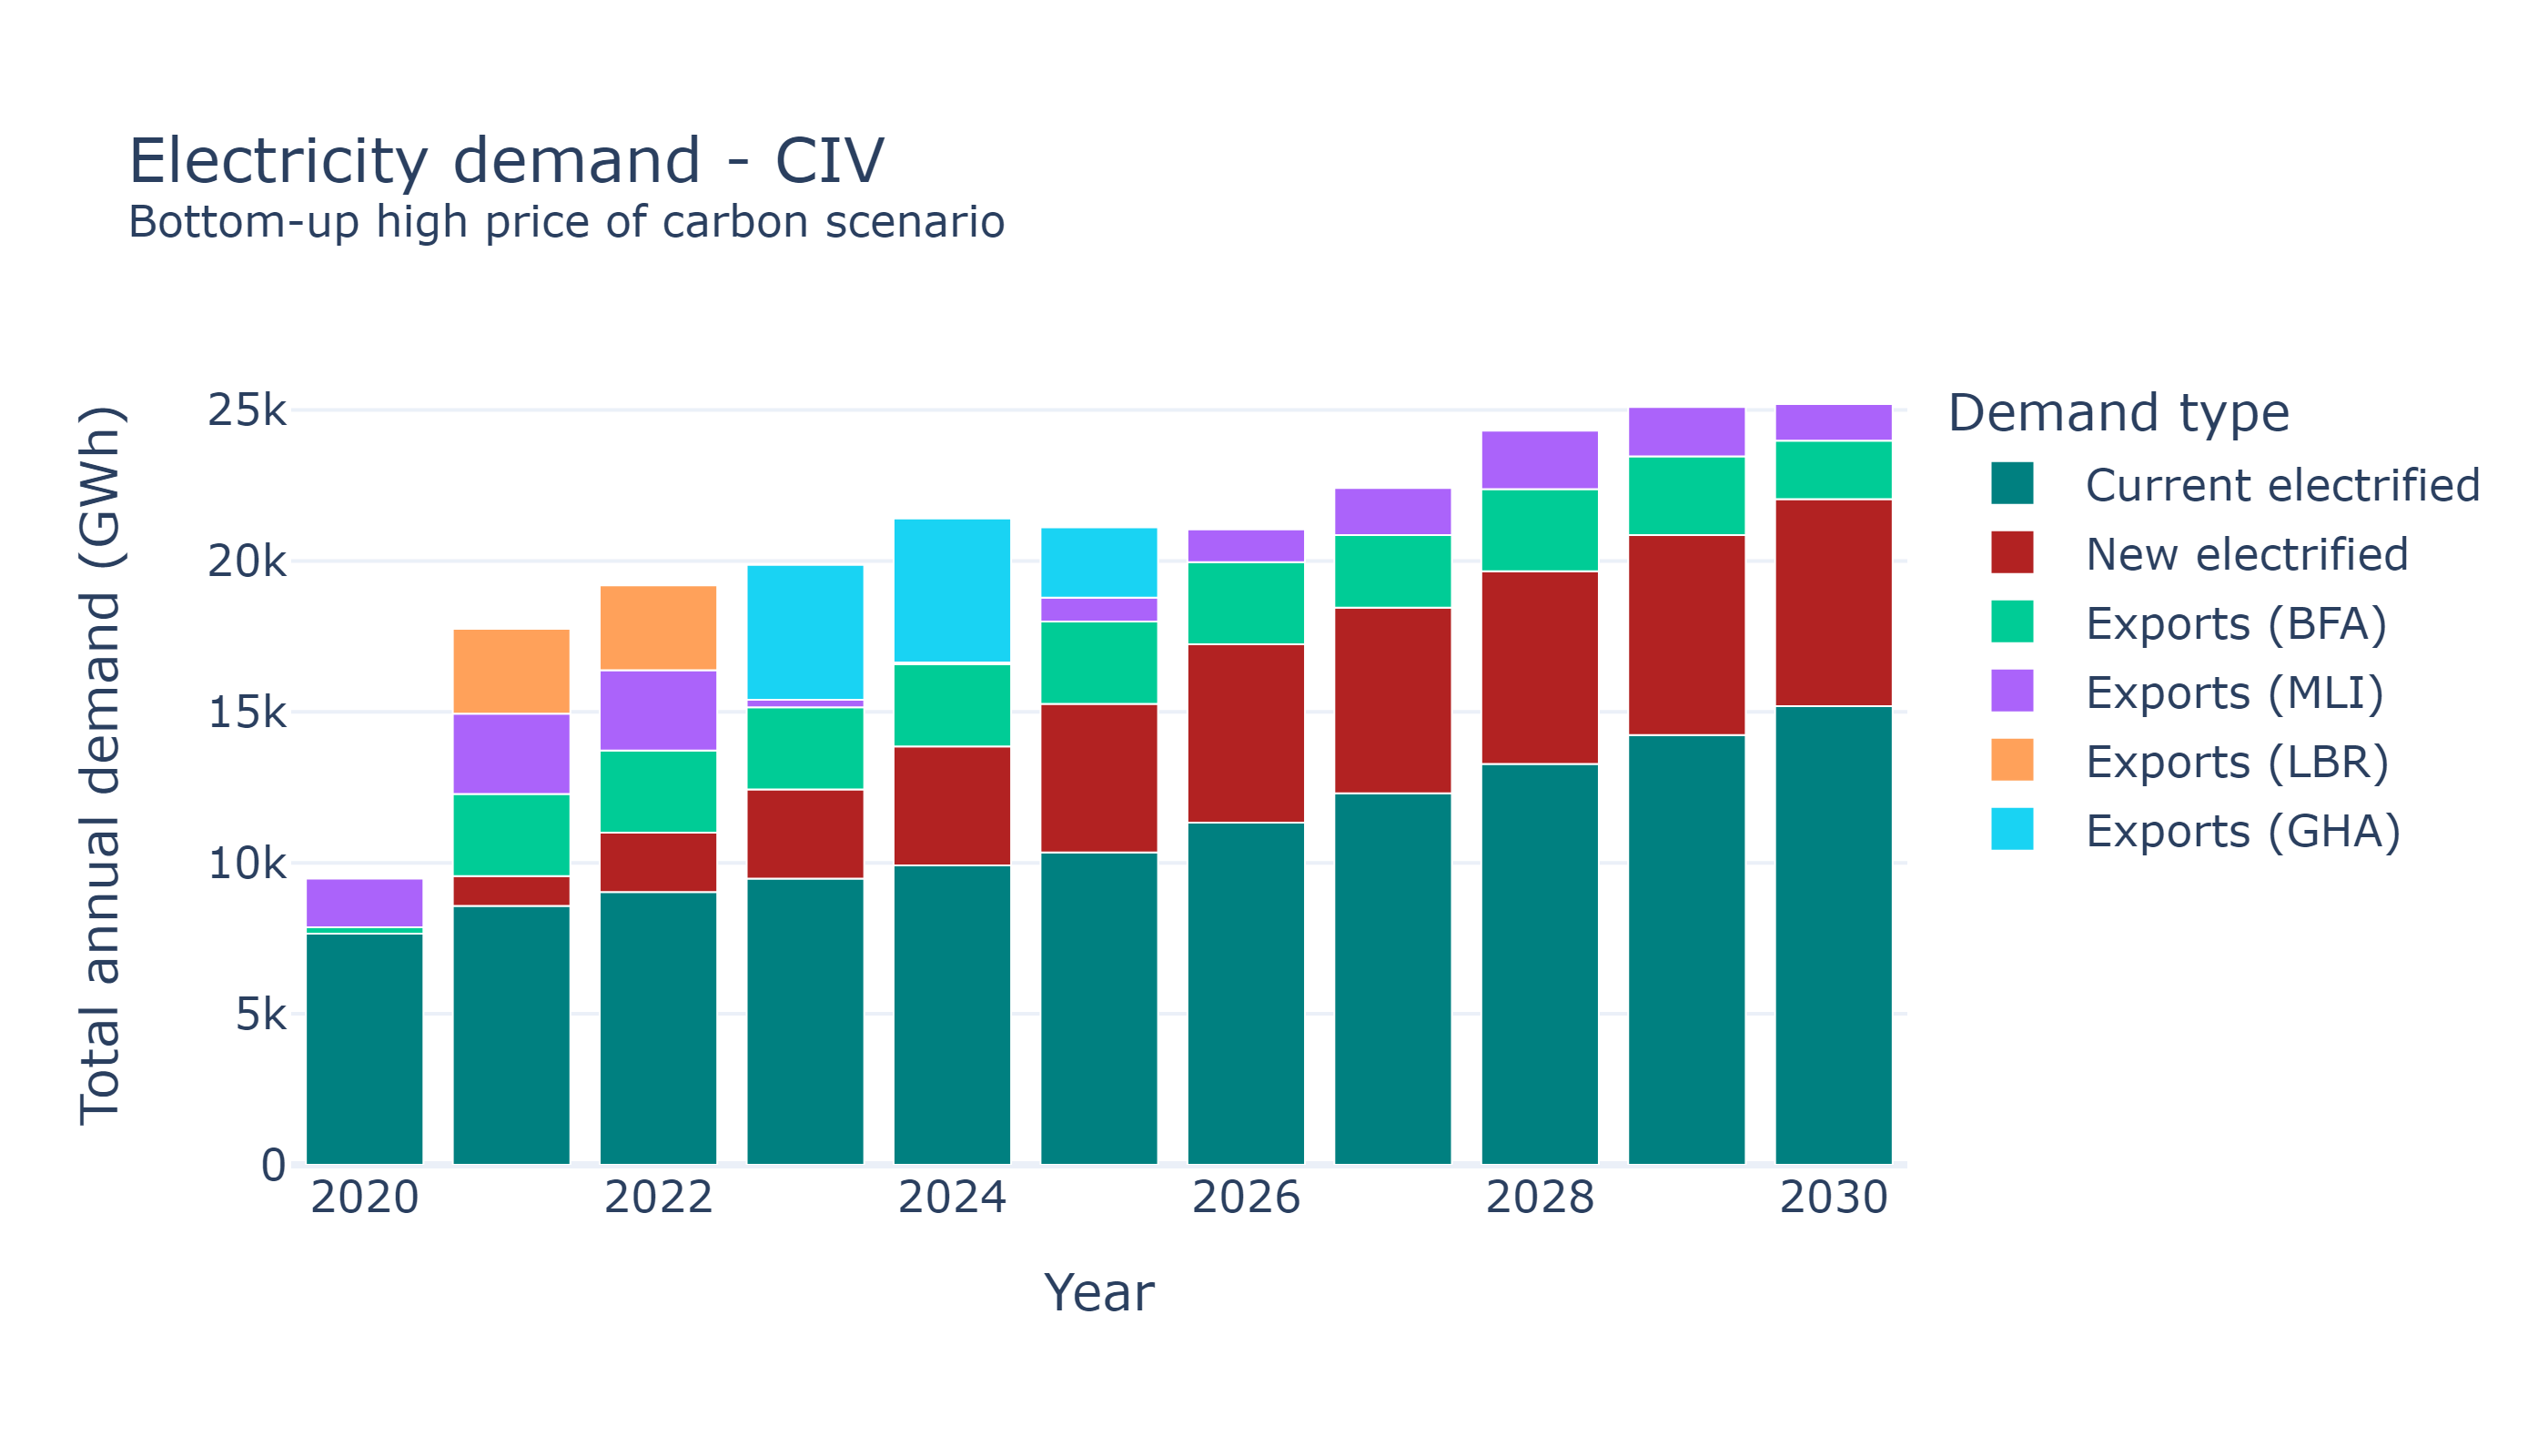 Electricity demand - CIV
Bottom-up high price of carbon scenario
Total annual demand (GWh)
25k
20k
15k
10k
5k
0
2020 2022 2024 2026 2028 2030
Year
Demand type
Current electrified
New electrified
Exports (BFA)
Exports (MLI)
Exports (LBR)
Exports (GHA)